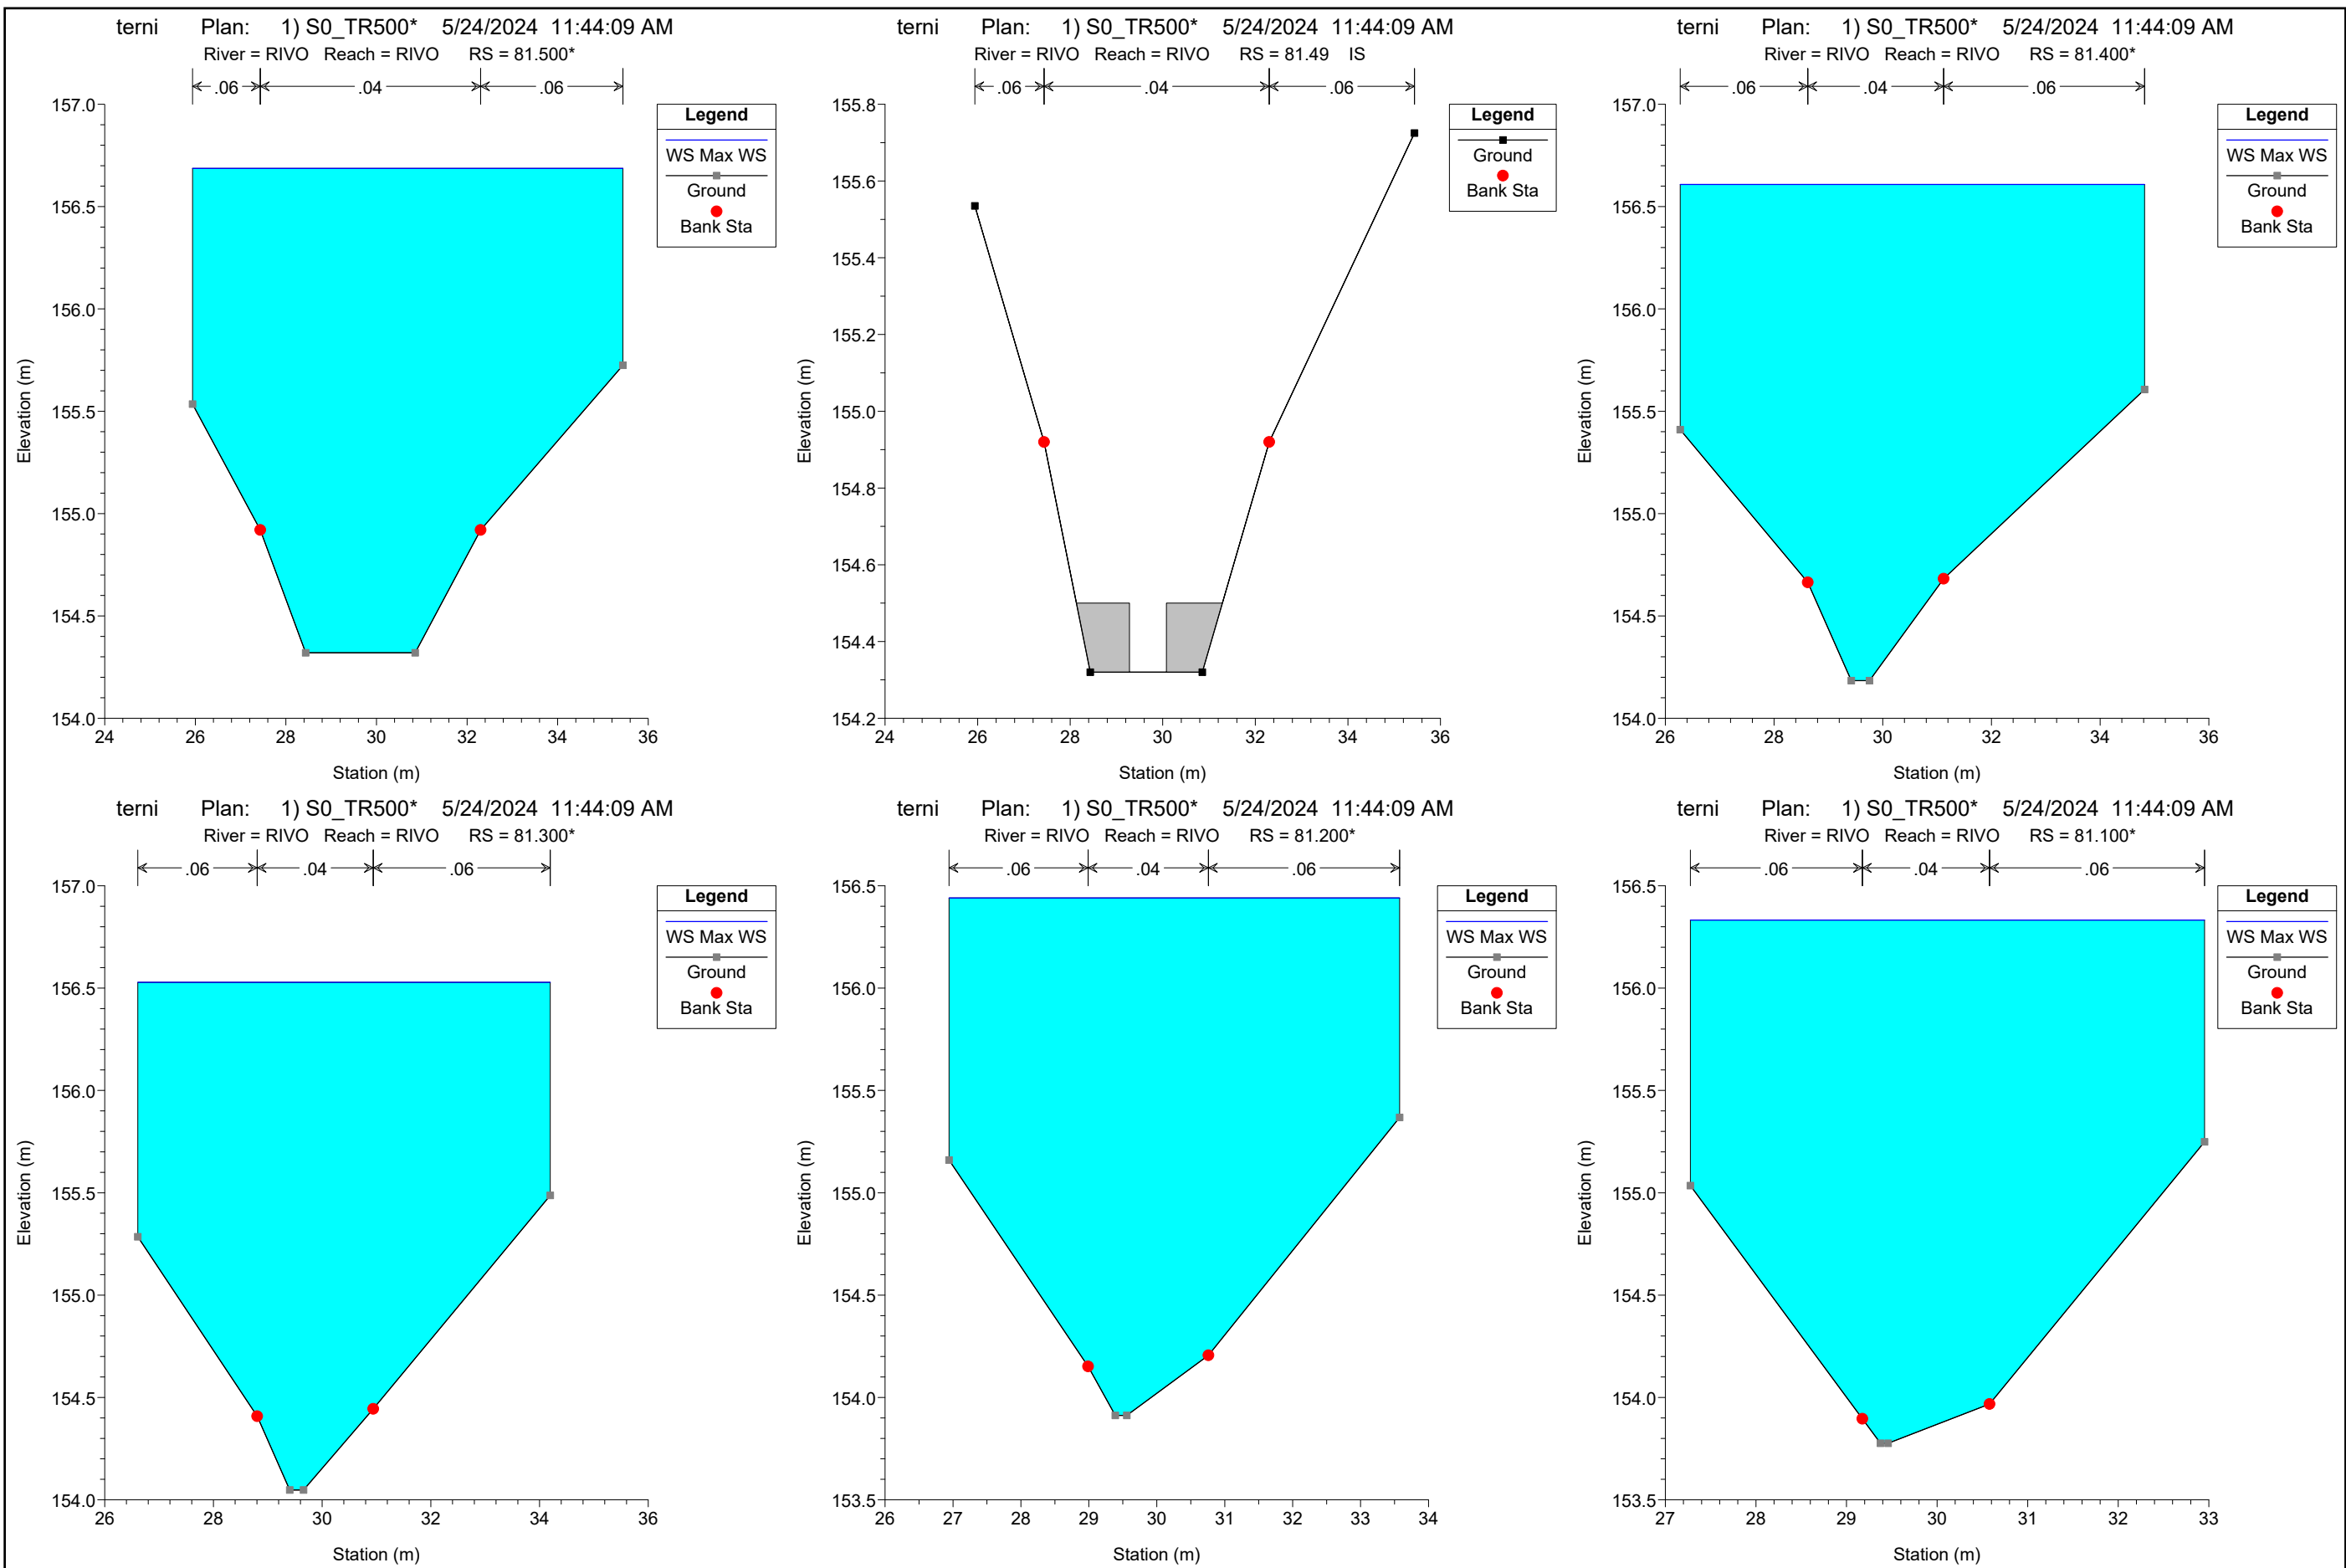 terni Plan: 1) S0_TR500* 5/24/2024 11:44:09 AM
River = RIVO Reach = RIVO RS = 81.500*
.06 .04 .06
Legend
WS Max WS
Ground
Bank Sta
157.0
156.5
156.0
155.5
155.0
154.5
154.0
Elevation (m)
24 26 28 30 32 34 36
Station (m)
terni Plan: 1) S0_TR500* 5/24/2024 11:44:09 AM
River = RIVO Reach = RIVO RS = 81.49 IS
.06 .04 .06
Legend
Ground
Bank Sta
155.8
155.6
155.4
155.2
155.0
154.8
154.6
154.4
154.2
Elevation (m)
24 26 28 30 32 34 36
Station (m)
terni Plan: 1) S0_TR500* 5/24/2024 11:44:09 AM
River = RIVO Reach = RIVO RS = 81.400*
.06 .04 .06
Legend
WS Max WS
Ground
Bank Sta
157.0
156.5
156.0
155.5
155.0
154.5
154.0
Elevation (m)
26 28 30 32 34 36
Station (m)
terni Plan: 1) S0_TR500* 5/24/2024 11:44:09 AM
River = RIVO Reach = RIVO RS = 81.300*
.06 .04 .06
Legend
WS Max WS
Ground
Bank Sta
157.0
156.5
156.0
155.5
155.0
154.5
154.0
Elevation (m)
26 28 30 32 34 36
Station (m)
terni Plan: 1) S0_TR500* 5/24/2024 11:44:09 AM
River = RIVO Reach = RIVO RS = 81.200*
.06 .04 .06
Legend
WS Max WS
Ground
Bank Sta
156.5
156.0
155.5
155.0
154.5
154.0
153.5
Elevation (m)
26 27 28 29 30 31 32 33 34
Station (m)
terni Plan: 1) S0_TR500* 5/24/2024 11:44:09 AM
River = RIVO Reach = RIVO RS = 81.100*
.06 .04 .06
Legend
WS Max WS
Ground
Bank Sta
156.5
156.0
155.5
155.0
154.5
154.0
153.5
Elevation (m)
27 28 29 30 31 32 33
Station (m)